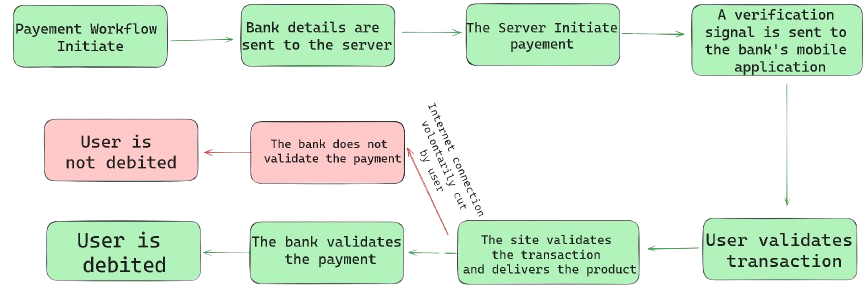 Payement Workflow
Initiate
Bank details are
sent to the server
The Server Initiate
payement
A verification
signal is sent to
the bank's mobile
application
User validates
transaction
The site validates
the transaction
and delivers the product
Internet connection
volontarily cut
by user
The bank does not
validate the payment
User is
not debited
The bank validates
the payment
User is
debited